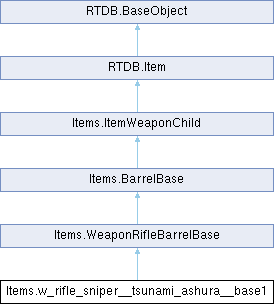 RTDB.BaseObject
RTDB.Item
Items.ItemWeaponChild
Items.BarrelBase
Items.WeaponRifleBarrelBase
Items.w_rifle_sniper__tsunami_ashura__base1